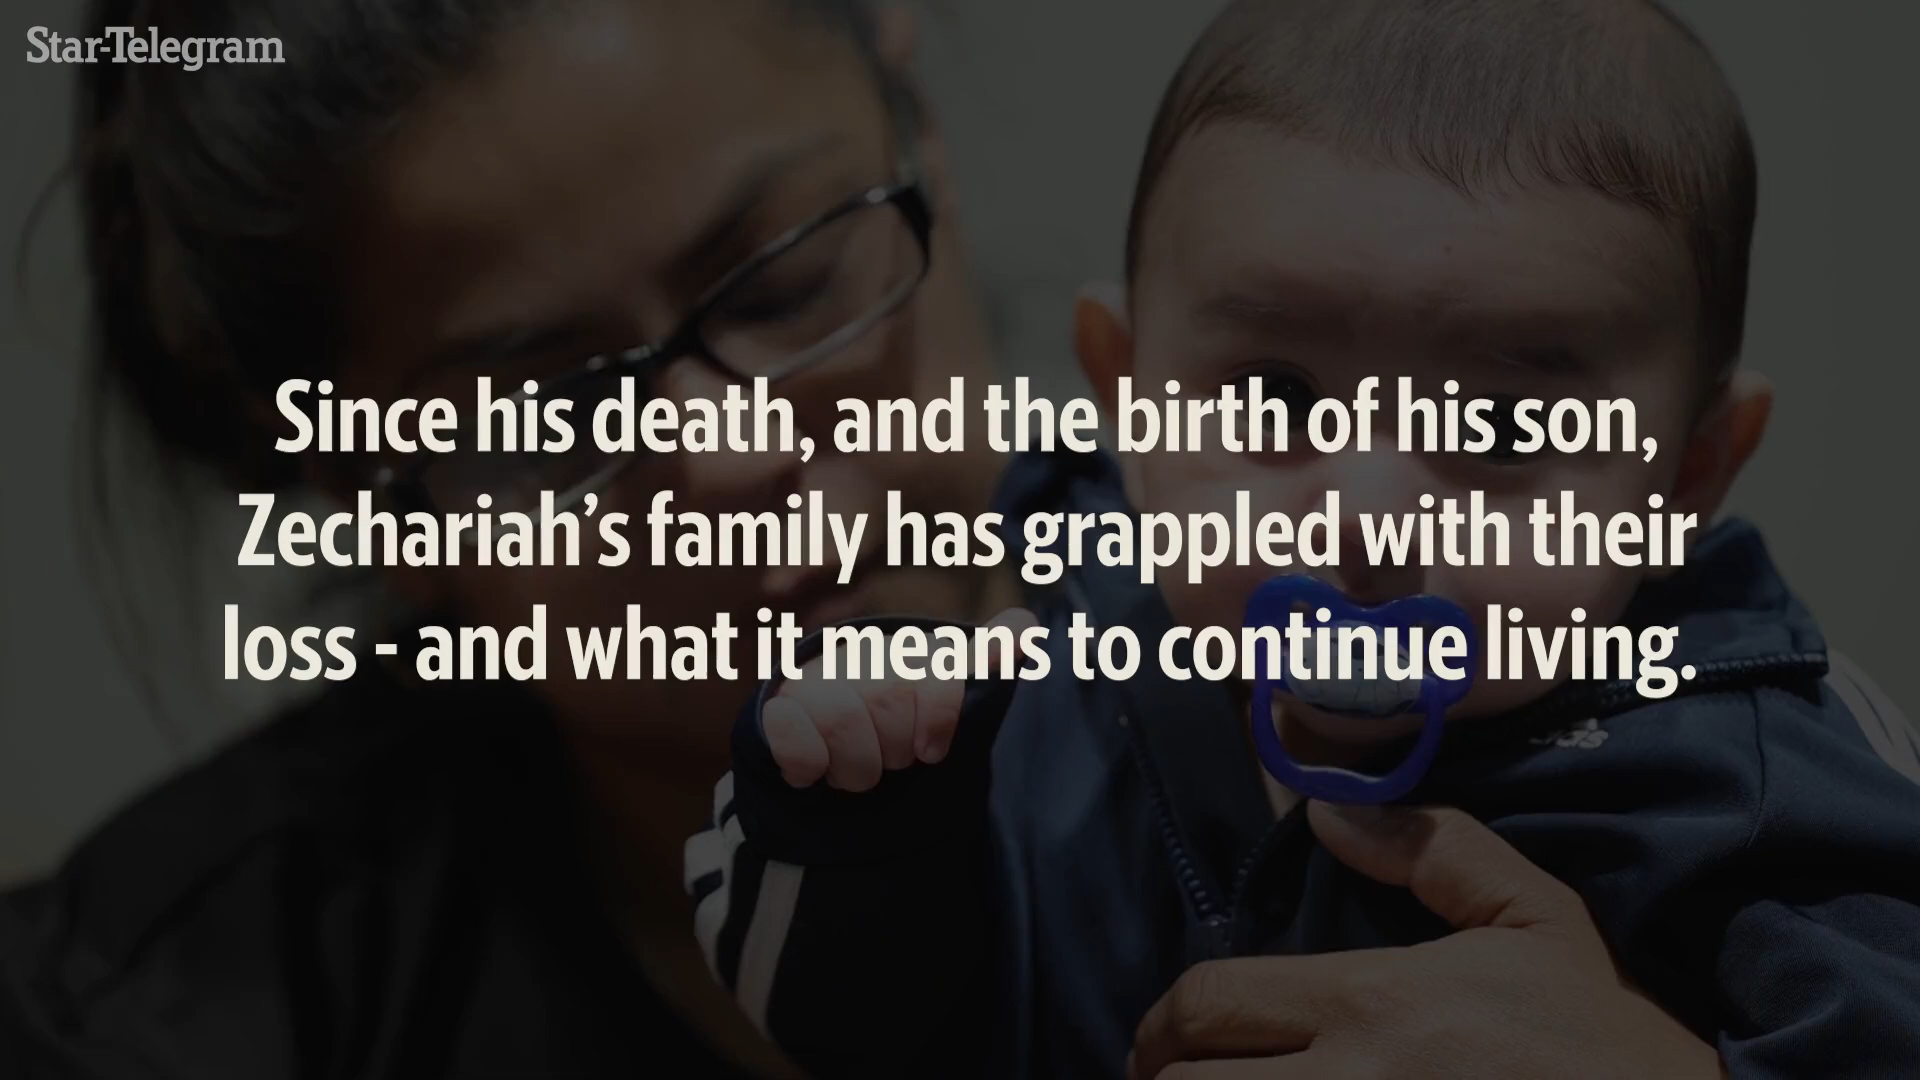 Star-Telegram
Since his death, and the birth of his son,
Zechariah’s family has grappled with their
loss - and what it means to continue living.